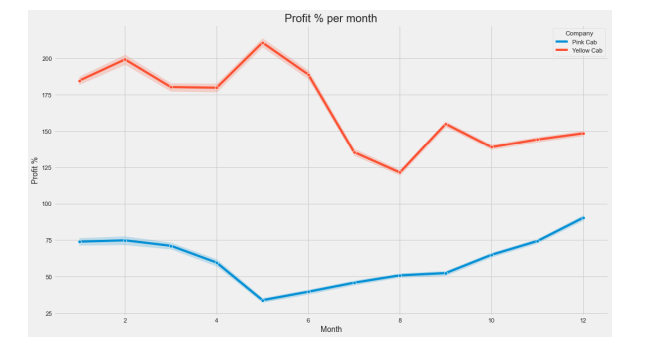 Profit % per month
Company
Pink Cab
Yellow Cab
Profit %
200
175
150
125
100
75
50
25
2 4 6 8 10 12
Month